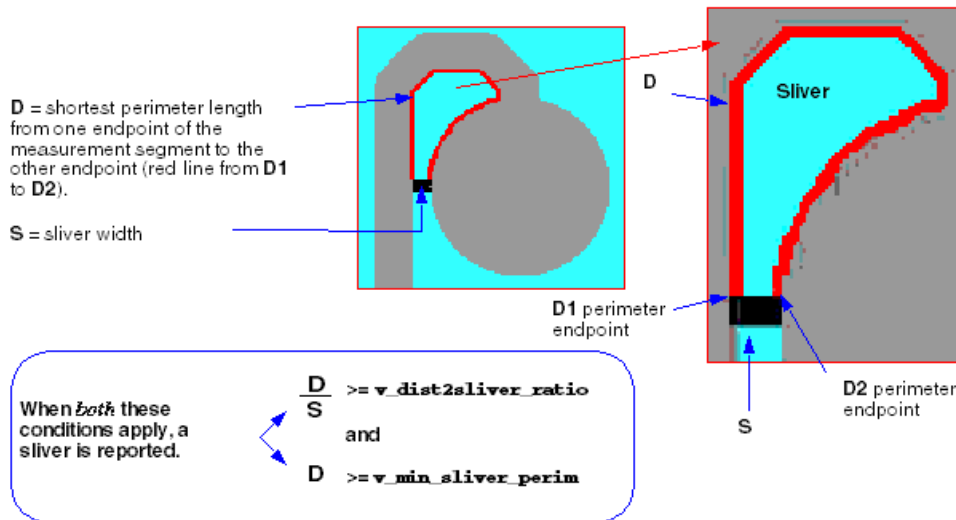 D = shortest perimeter length
from one endpoint of the
measurement segment to the
other endpoint (red line from D1
to D2).
S = sliver width
D
Sliver
D1 perimeter
endpoint
D2 perimeter
endpoint
S
When both these
conditions apply, a
sliver is reported.
D
S
>= v_dist2sliver_ratio
and
D >= v_min_sliver_perim